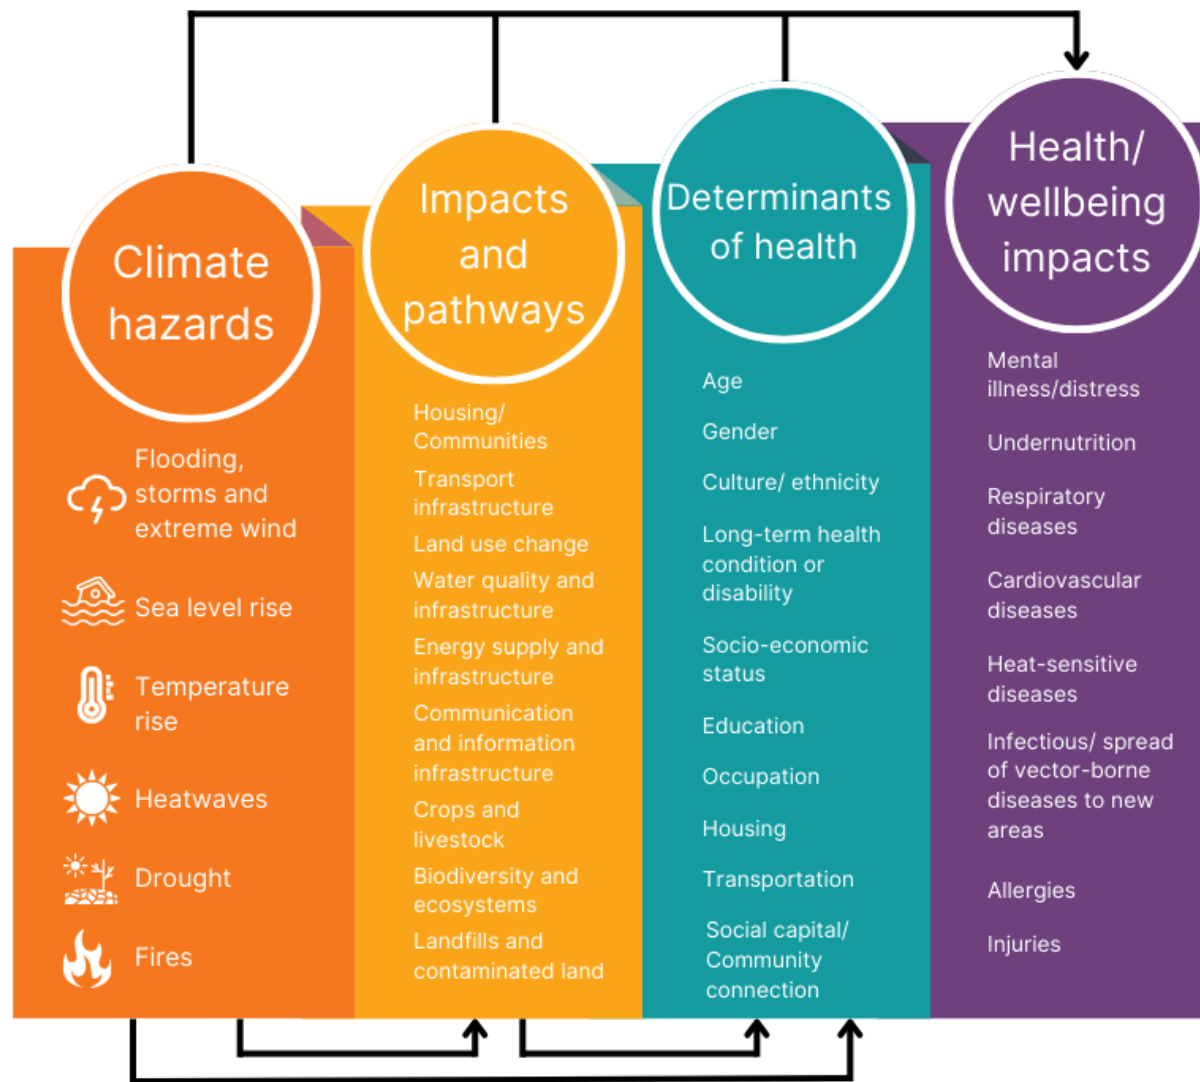 Climate
hazards
Flooding,
storms and
extreme wind
Sea level rise
Temperature
rise
Heatwaves
Drought
Fires
Impacts
and
pathways
Housing/
Communities
Transport
infrastructure
Land use change
Water quality and
infrastructure
Energy supply and
infrastructure
Communication
and information
infrastructure
Crops and
livestock
Biodiversity and
ecosystems
Landfills and
contaminated land
Determinants
of health
Age
Gender
Culture/ ethnicity
Long-term health
condition or
disability
Socio-economic
status
Education
Occupation
Housing
Transportation
Social capital/
Community
connection
Health/
wellbeing
impacts
Mental
illness/distress
Undernutrition
Respiratory
diseases
Cardiovascular
diseases
Heat-sensitive
diseases
Infectious/ spread
of vector-borne
diseases to new
areas
Allergies
Injuries